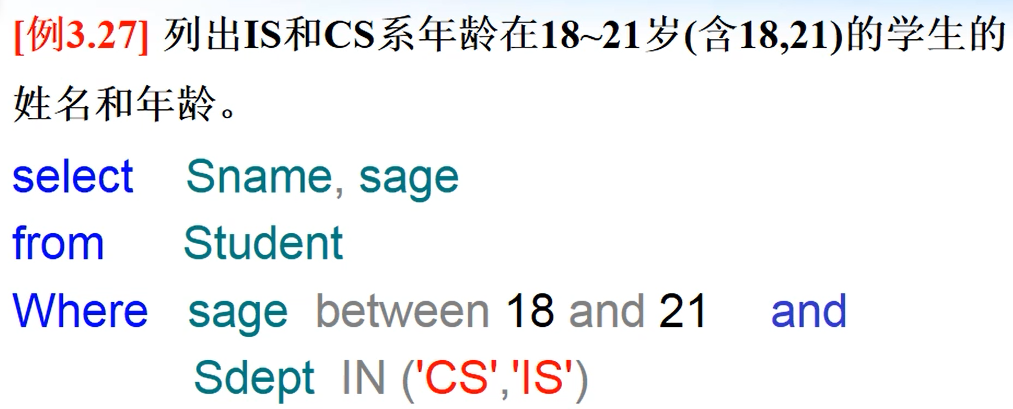 [例3.27] 列出IS和CS系年龄在18~21岁(含18,21)的学生的
姓名和年龄。
select Sname, sage
from Student
Where sage between 18 and 21 and
Sdept IN ('CS','IS')